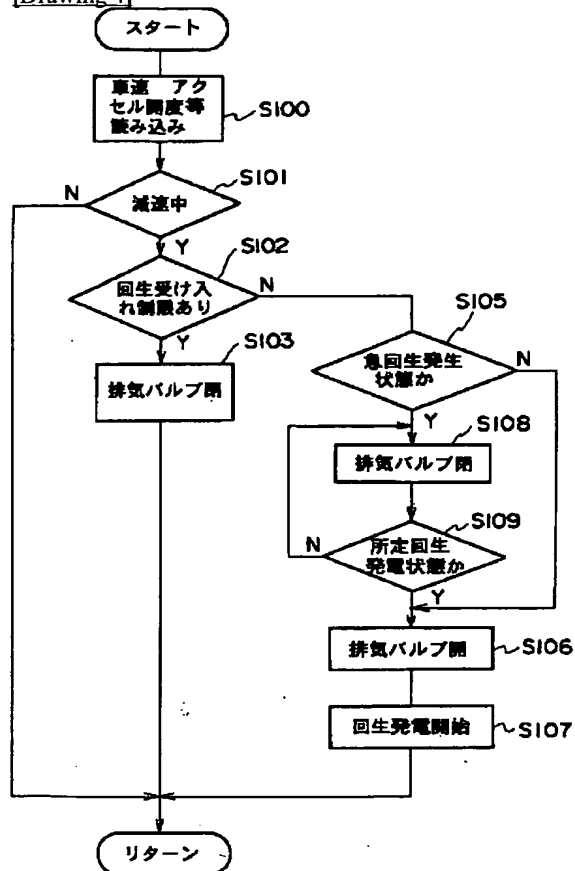 スタート
車速 アク
セル開度等
読み込み
S100
S101
N
減速中
Y
S102
回生受け入
れ制限あり
N
Y
S103
排気バルブ閉
S105
急回生発生
状態か
N
Y
S108
排気バルブ閉
S109
所定回生
発電状態か
N
Y
排気バルブ開
S106
回生発電開始
S107
リターン